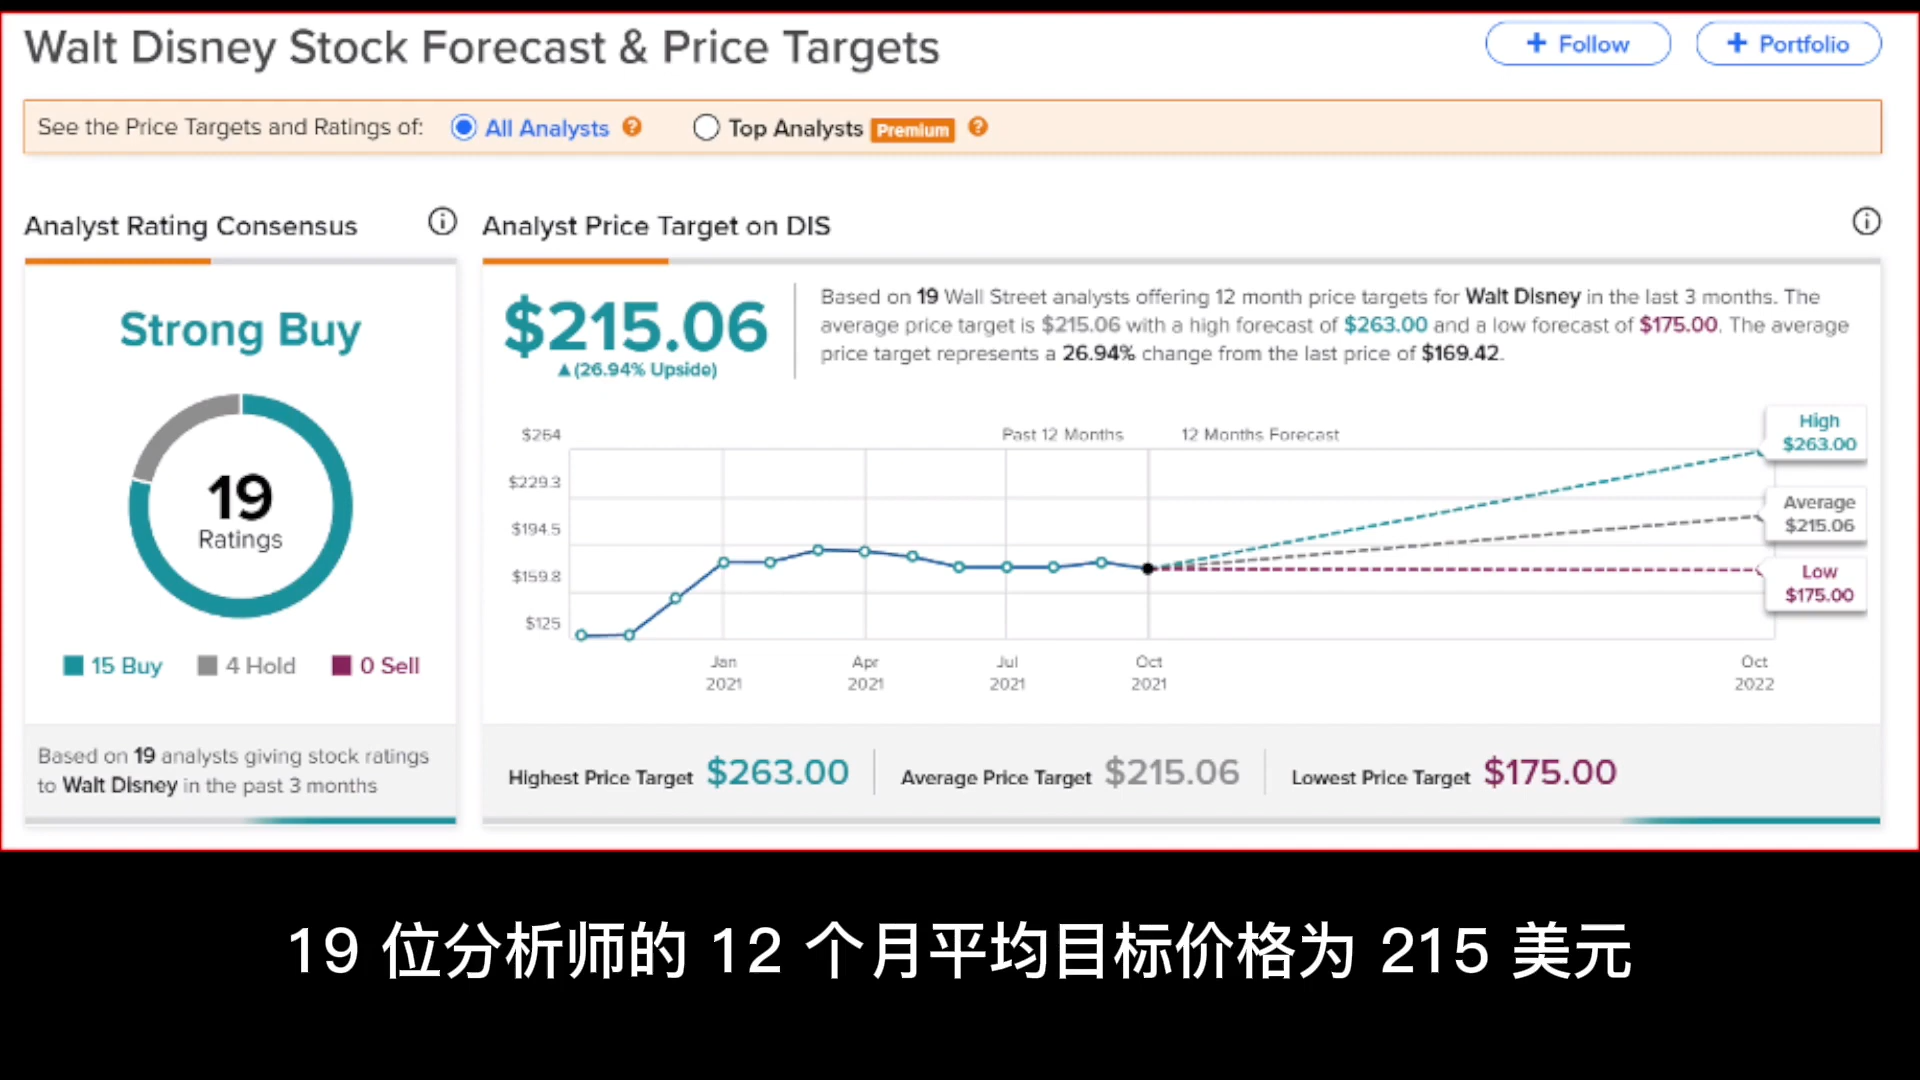 Walt Disney Stock Forecast & Price Targets
+ Follow
+ Portfolio
See the Price Targets and Ratings of:
All Analysts ?
Top Analysts Premium ?
Analyst Rating Consensus
Strong Buy
19
Ratings
15 Buy
4 Hold
0 Sell
Based on 19 analysts giving stock ratings
to Walt Disney in the past 3 months
Analyst Price Target on DIS
$215.06
▲(26.94% Upside)
Based on 19 Wall Street analysts offering 12 month price targets for Walt Disney in the last 3 months. The
average price target is $215.06 with a high forecast of $263.00 and a low forecast of $175.00. The average
price target represents a 26.94% change from the last price of $169.42.
Past 12 Months
12 Months Forecast
$264
$229.3
$194.5
$159.8
$125
High
$263.00
Average
$215.06
Low
$175.00
Jan
2021
Apr
2021
Jul
2021
Oct
2021
Oct
2022
Highest Price Target $263.00
Average Price Target $215.06
Lowest Price Target $175.00
19 位分析师的 12 个月平均目标价格为 215 美元